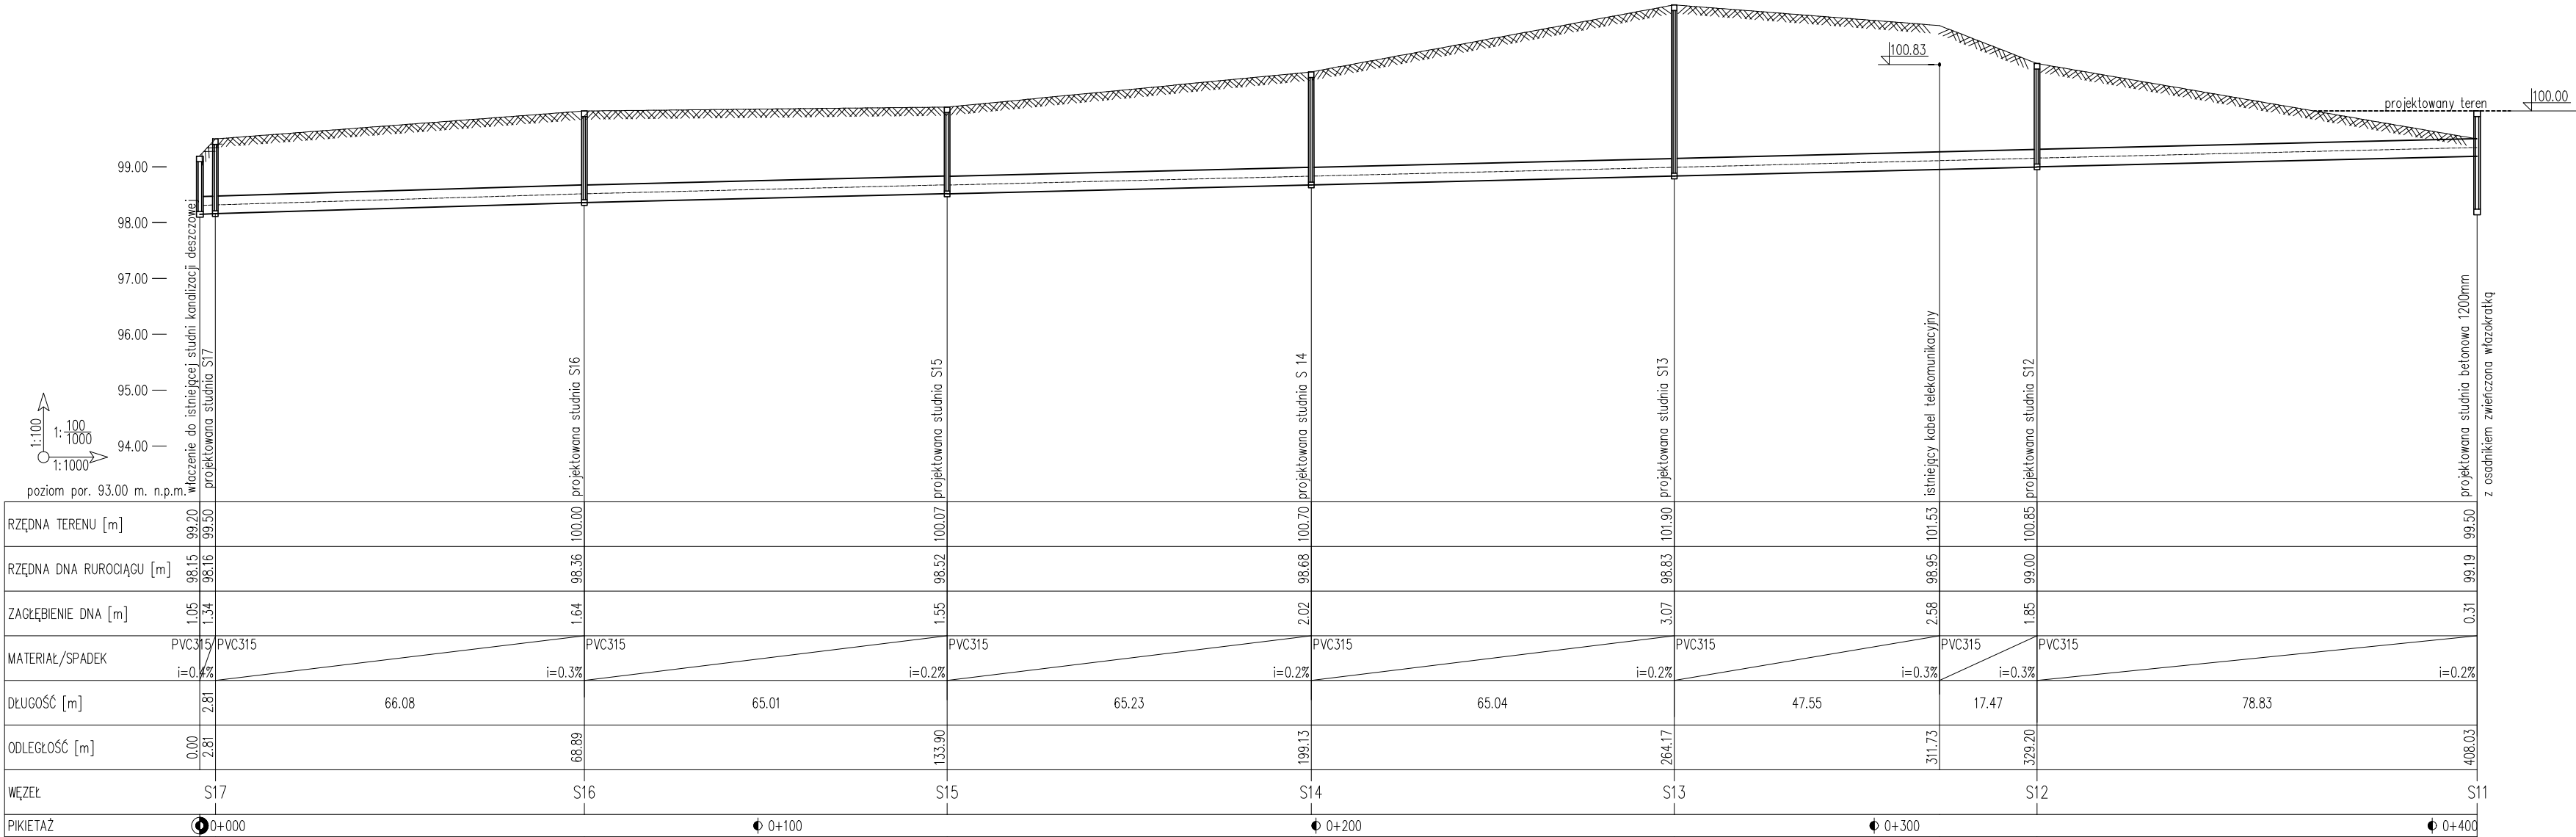 100.83
projektowany teren
100.00
99.00
98.00
97.00
96.00
95.00
94.00
1:100
1: 100
1000
1:1000
poziom por. 93.00 m. n.p.m.
właczenie do istniejącej studni kanalizacji deszczowej
projektowana studnia S17
projektowana studnia S16
projektowana studnia S15
projektowana studnia S 14
projektowana studnia S13
istniejący kabel telekomunikacyjny
projektowana studnia S12
projektowana studnia betonowa 1200mm
z osadnikiem zwieńczona włazokratką
RZĘDNA TERENU [m] 99.20 99.50 100.00 100.07 100.70 101.90 101.53 100.85 99.50
RZĘDNA DNA RUROCIĄGU [m] 98.15 98.16 98.36 98.52 98.68 98.83 98.95 99.00 99.19
ZAGŁĘBIENIE DNA [m] 1.05 1.34 1.64 1.55 2.02 3.07 2.58 1.85 0.31
PVC315 PVC315 PVC315 PVC315 PVC315 PVC315 PVC315 PVC315
MATERIAŁ/SPADEK
i=0.4% i=0.3% i=0.2% i=0.2% i=0.2% i=0.3% i=0.3% i=0.2%
DŁUGOŚĆ [m] 2.81 66.08 65.01 65.23 65.04 47.55 17.47 78.83
ODLEGŁOŚĆ [m] 0.00 2.81 68.89 133.90 199.13 264.17 311.73 329.20 408.03
WĘZEŁ S17 S16 S15 S14 S13 S12 S11
PIKIETAŻ 0+000 0+100 0+200 0+300 0+400